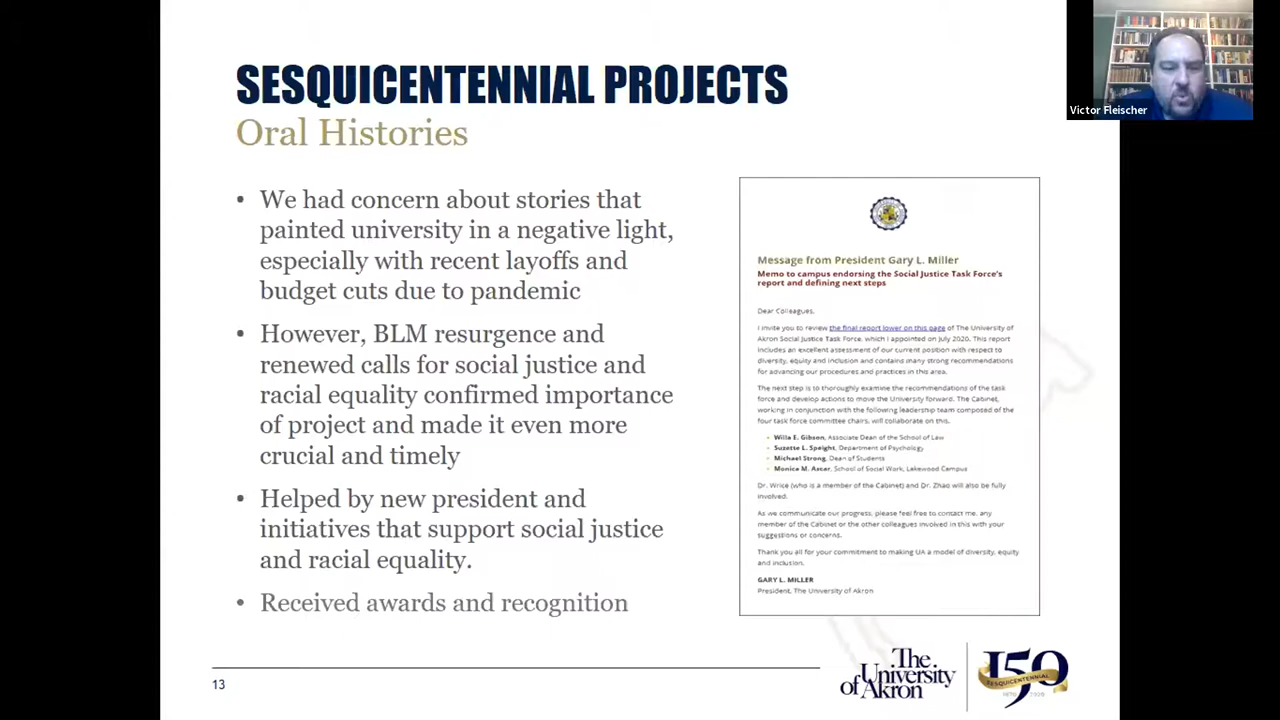 SESQUICENTENNIAL PROJECTS
Oral Histories
• We had concern about stories that
painted university in a negative light,
especially with recent layoffs and
budget cuts due to pandemic
• However, BLM resurgence and
renewed calls for social justice and
racial equality confirmed importance
of project and made it even more
crucial and timely
• Helped by new president and
initiatives that support social justice
and racial equality.
• Received awards and recognition
Message from President Gary L. Miller
Memo to campus endorsing the Social Justice Task Force's
report and defining next steps
Dear Colleagues,
I invite you to review the final report lower on this page of The University of
Akron Social Justice Task Force, which I appointed on July 2020. This report
includes an excellent assessment of our current position with respect to
diversity, equity and inclusion and contains many strong recommendations
for advancing our procedures and practices in this area.
The next step is to thoroughly examine the recommendations of the task
force and develop actions to move the University forward. The Cabinet,
working in conjunction with the following leadership team composed of the
four task force committee chairs, will collaborate on this.
• Willa E. Gibson, Associate Dean of the School of Law
• Suzette L. Speight, Department of Psychology
• Michael Strong, Dean of Students
• Monica M. , School of Social Work, Lakewood Campus
Dr. Wrice (who is a member of the Cabinet) and Dr. Zhao will also be fully
involved.
As we communicate our progress, please feel free to contact me, any
member of the Cabinet or the other colleagues involved in this with your
suggestions or concerns.
Thank you all for your commitment to making UA a model of diversity, equity
and inclusion.
GARY L. MILLER
President, The University of Akron
13
The
University
of Akron
150
SESQUICENTENNIAL
Victor Fleischer